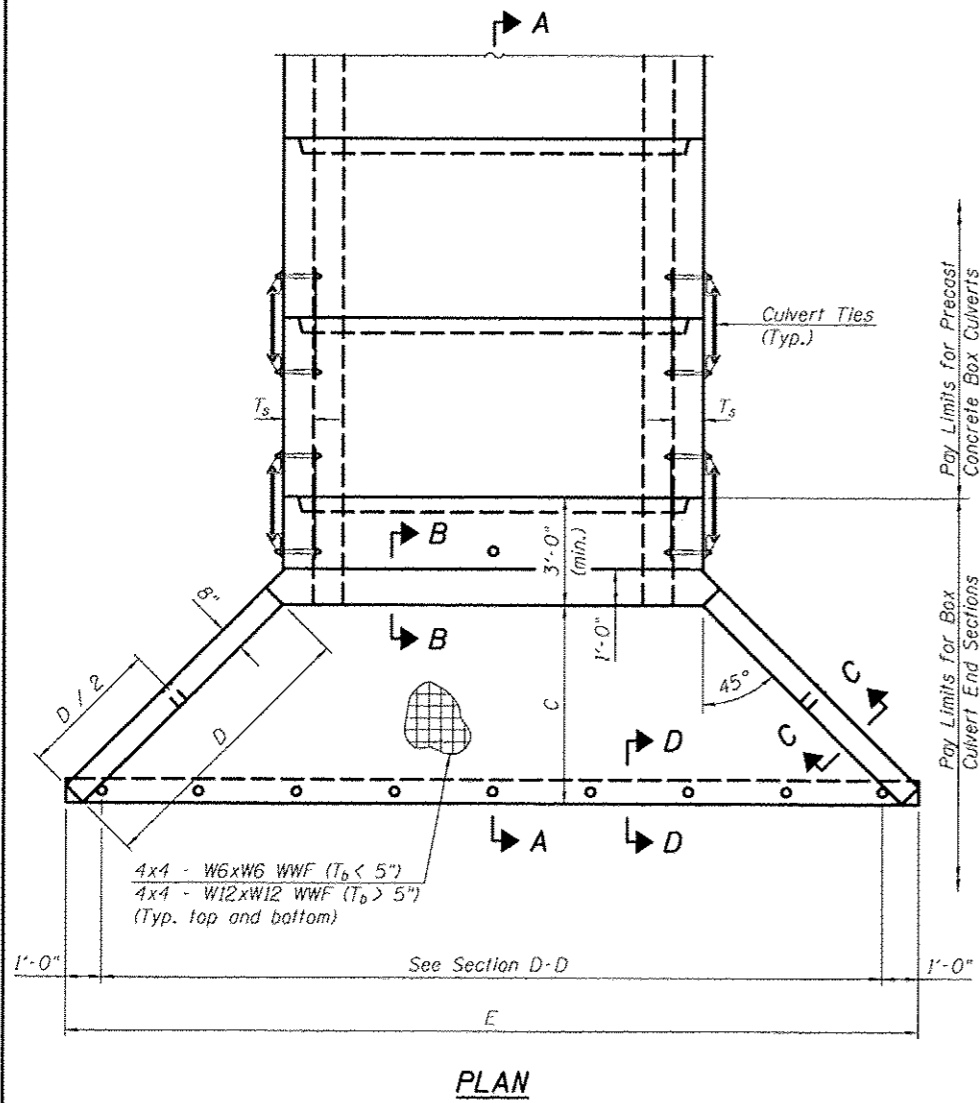 A
Culvert Ties
(Typ.)
Pay Limits for Precast
Concrete Box Culverts
Ts
Ts
B
3'-0"
(min.)
B
1'-0"
8"
D / 2
D
C
45°
C
C
Pay Limits for Box
Culvert End Sections
D
A
D
4x4 - W6xW6 WWF (Tb < 5")
4x4 - W12xW12 WWF (Tb > 5")
(Typ. top and bottom)
1'-0"
See Section D-D
1'-0"
E
PLAN